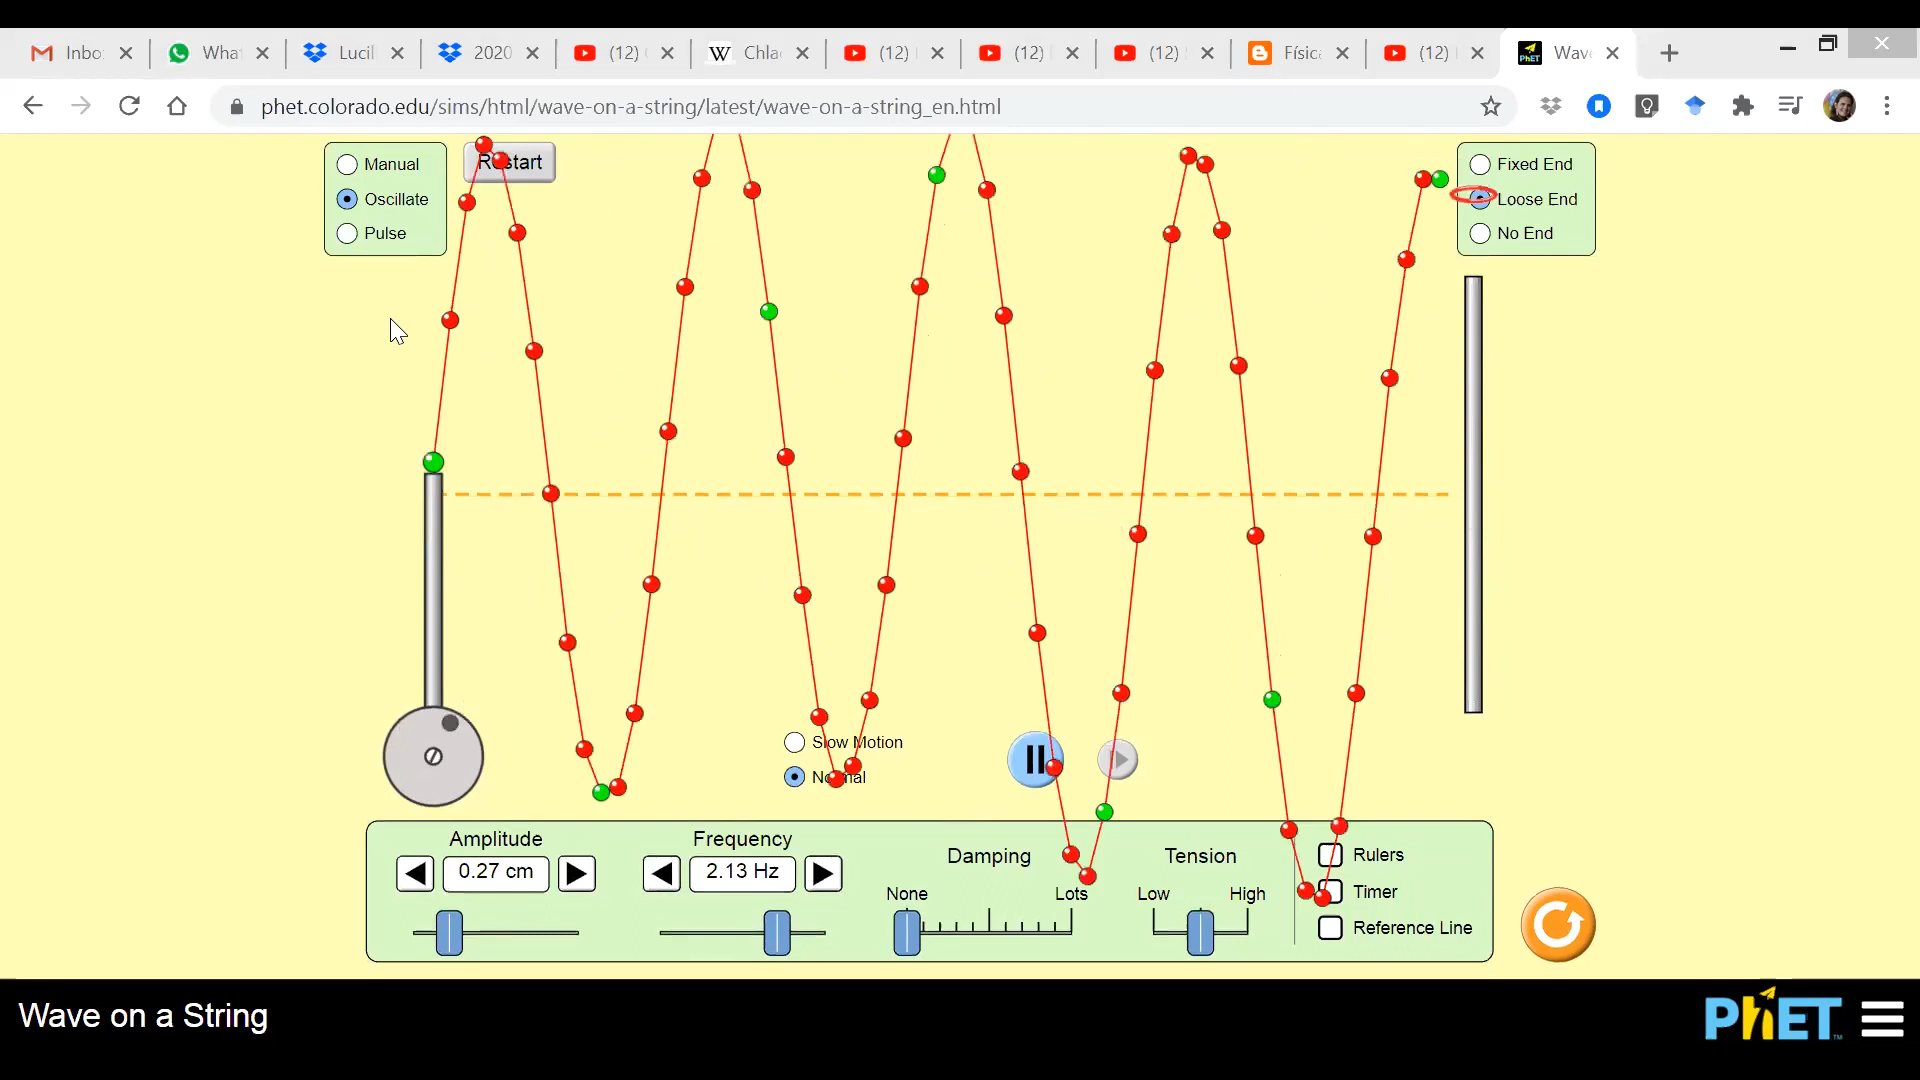 Inbo
What
Lucil
2020
(12)
Chla
(12)
(12)
(12)
Físic
(12)
Wave
phet.colorado.edu/sims/html/wave-on-a-string/latest/wave-on-a-string_en.html
Manual
Oscillate
Pulse
Restart
Fixed End
Loose End
No End
Slow Motion
Normal
Amplitude
0.27 cm
Frequency
2.13 Hz
Damping
None
Lots
Tension
Low
High
Rulers
Timer
Reference Line
Wave on a String
PhET